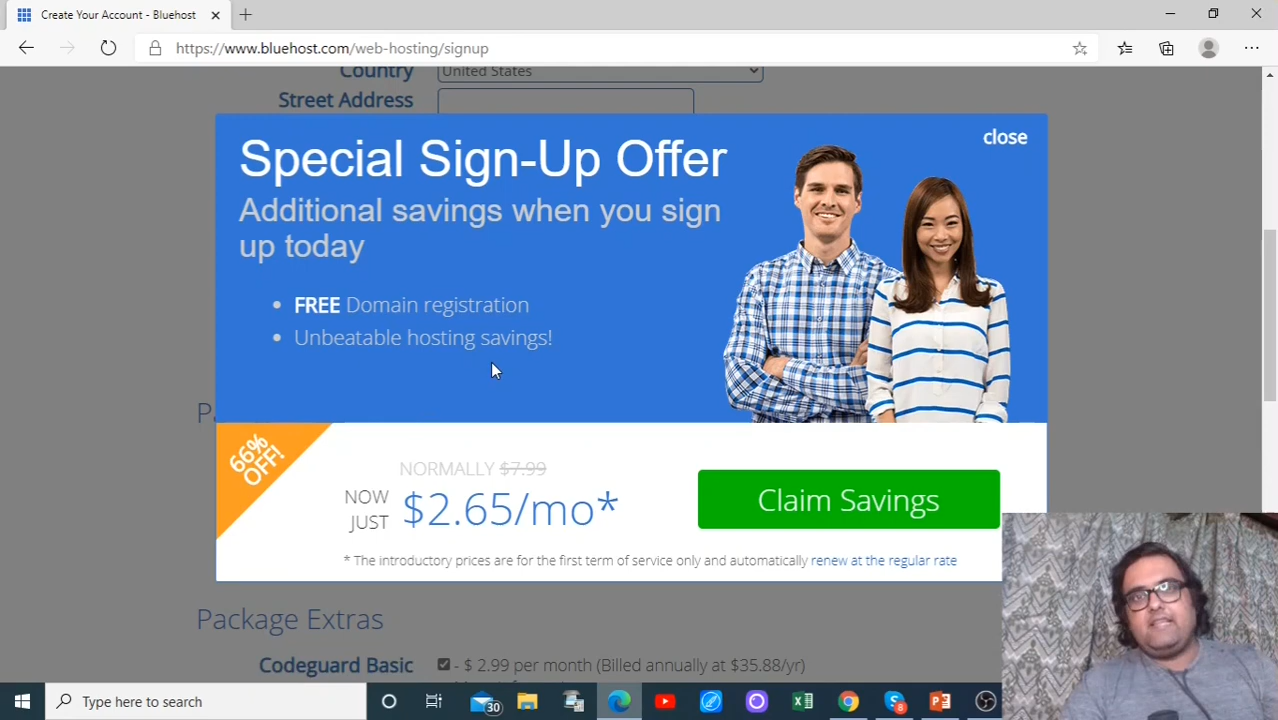 Create Your Account - Bluehost
https://www.bluehost.com/web-hosting/signup
Country
United States
Street Address
close
Special Sign-Up Offer
Additional savings when you sign
up today
FREE Domain registration
Unbeatable hosting savings!
66%
OFF!
NORMALLY $7.99
NOW
JUST
$2.65/mo*
Claim Savings
* The introductory prices are for the first term of service only and automatically renew at the regular rate
Package Extras
Codeguard Basic
- $ 2.99 per month (Billed annually at $35.88/yr)
Type here to search
30
8